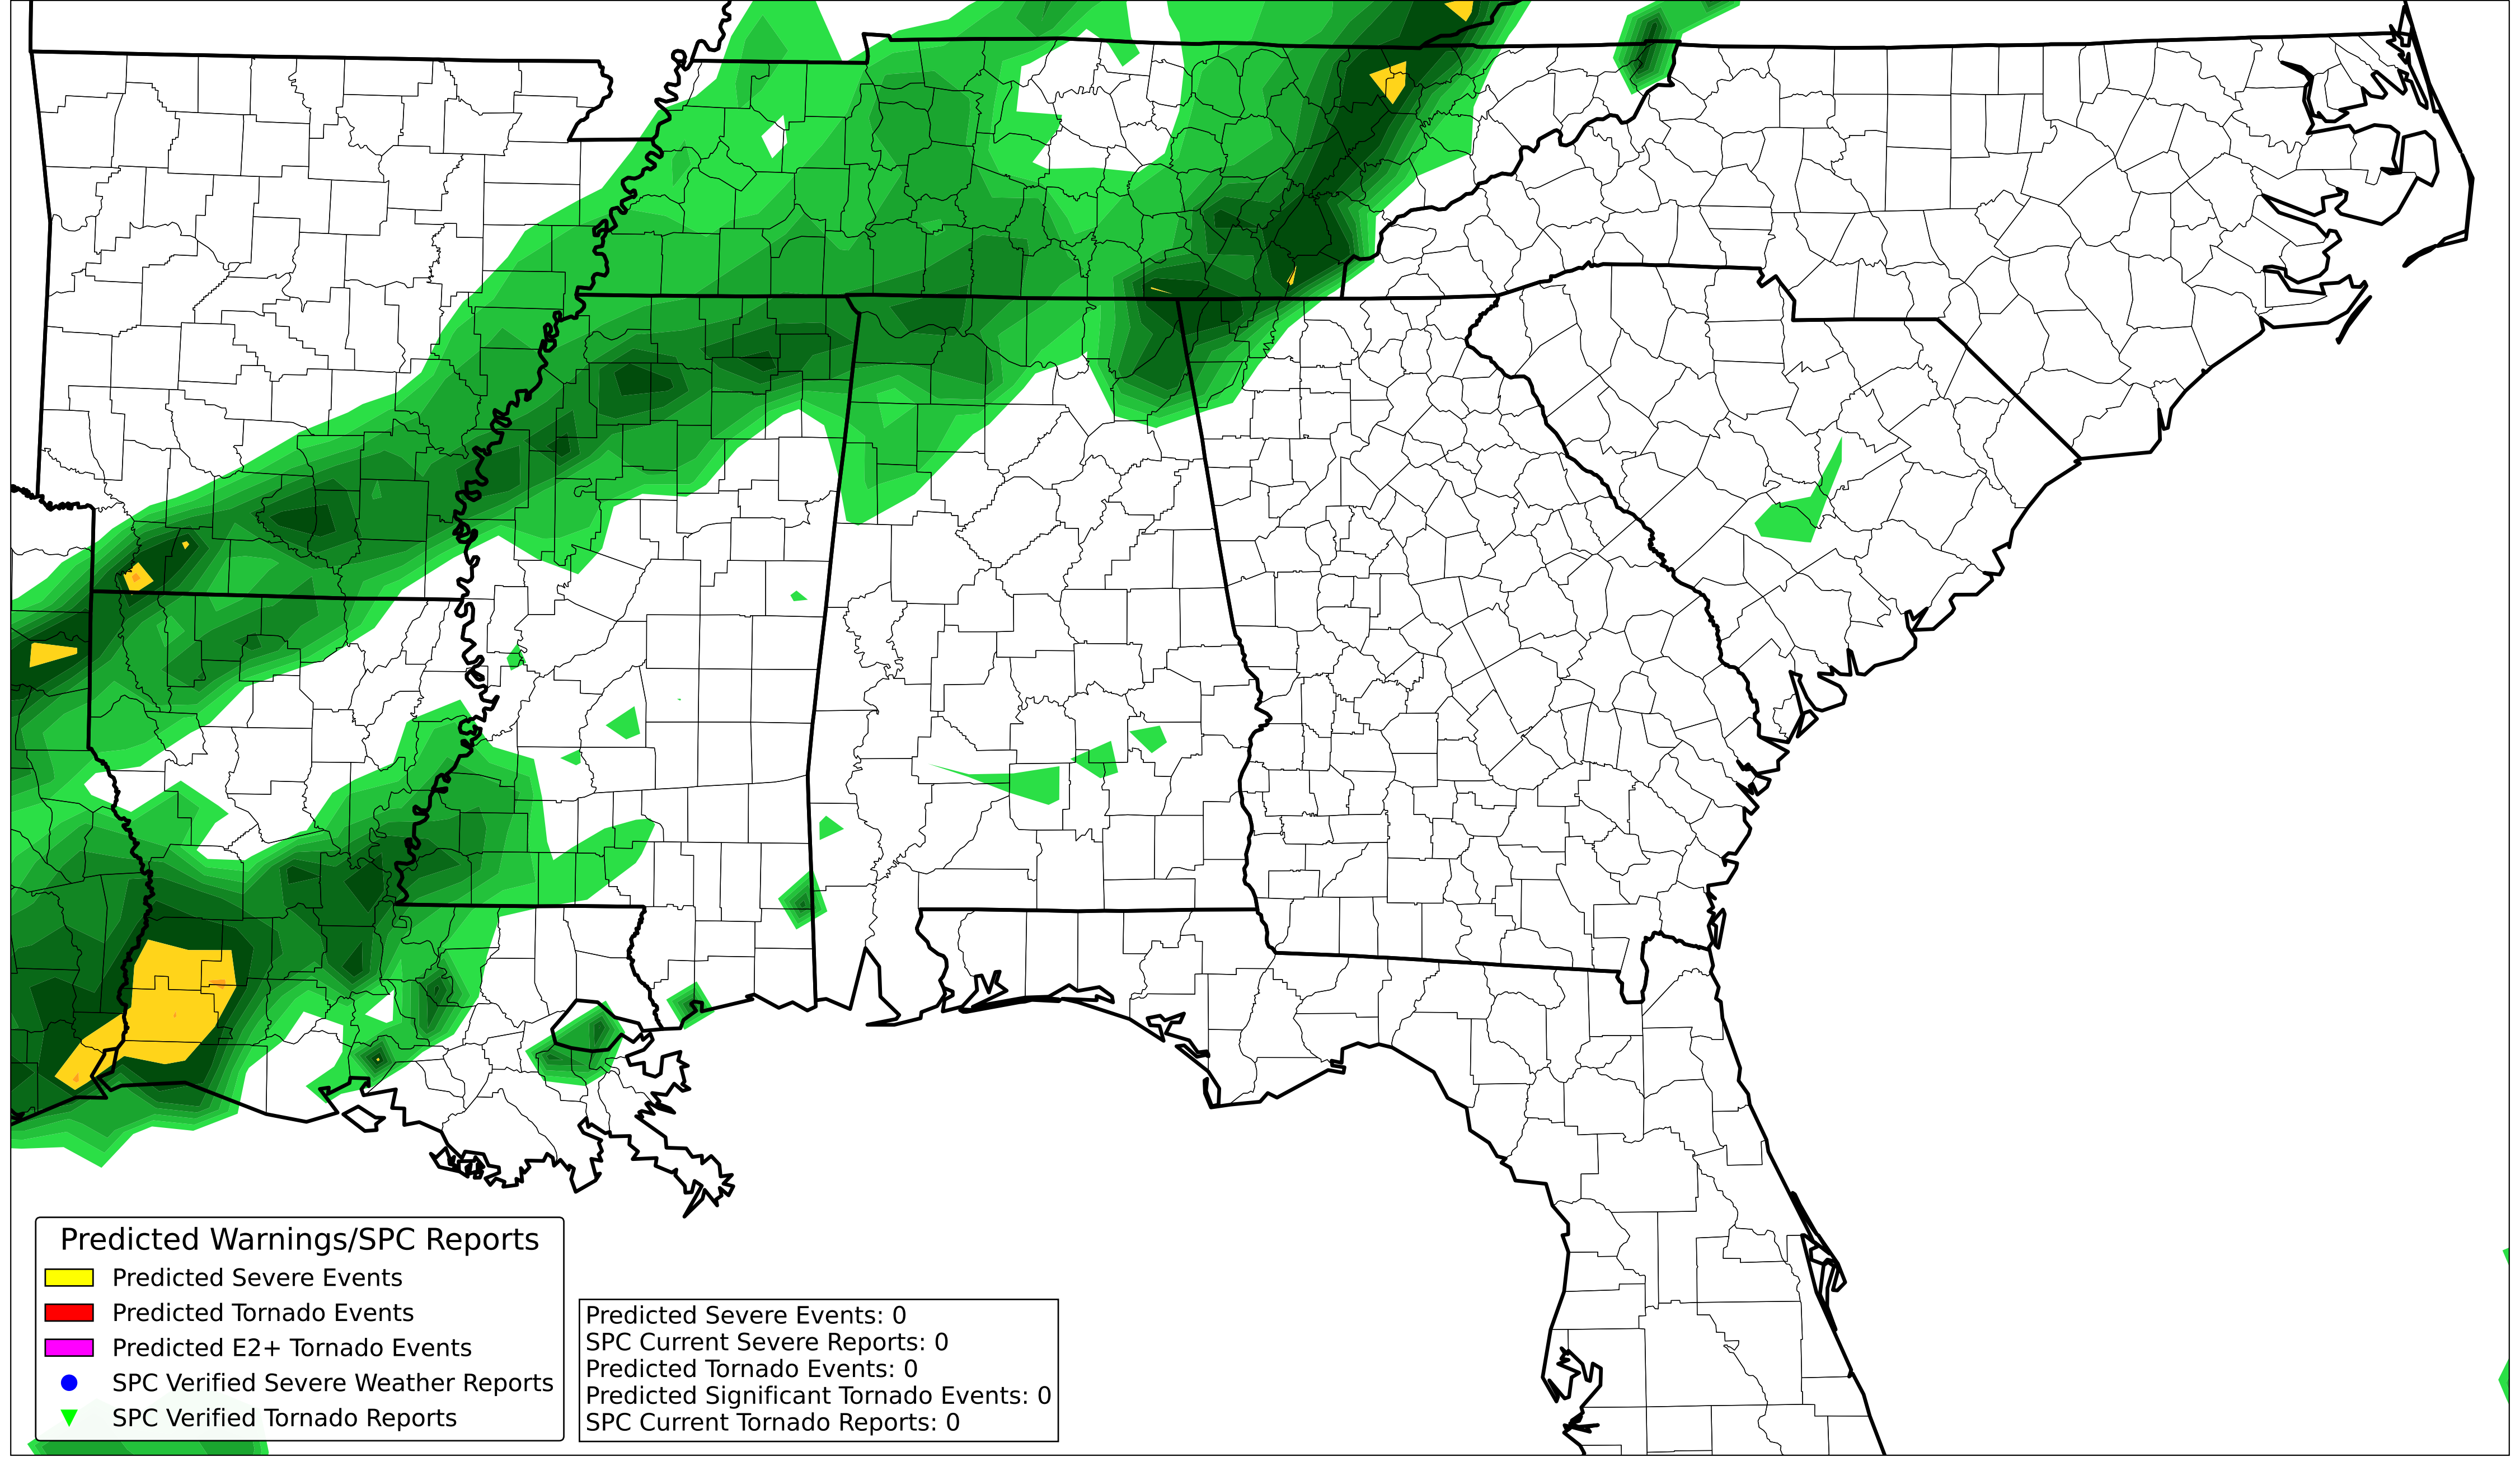 Predicted Warnings/SPC Reports
Predicted Severe Events
Predicted Tornado Events
Predicted E2+ Tornado Events
SPC Verified Severe Weather Reports
SPC Verified Tornado Reports
Predicted Severe Events: 0
SPC Current Severe Reports: 0
Predicted Tornado Events: 0
Predicted Significant Tornado Events: 0
SPC Current Tornado Reports: 0